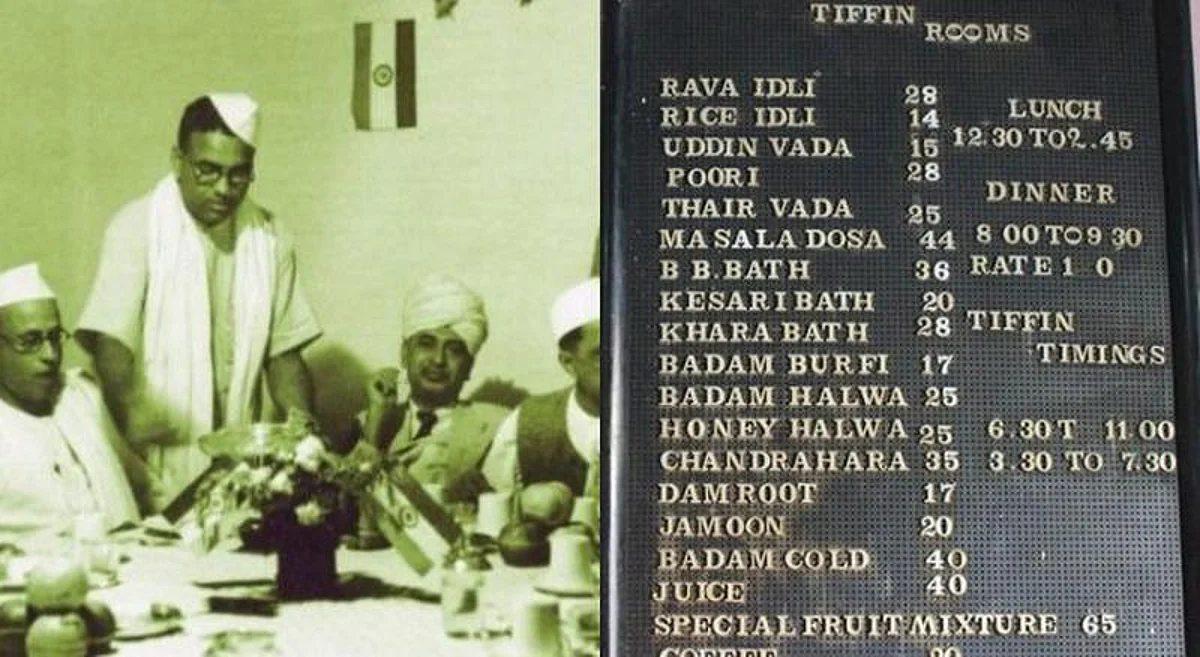 TIFFIN
ROOMS
RAVA IDLI 28
RICE IDLI 14
UDDIN VADA 15
POORI 28
THAIR VADA 25
MASALA DOSA 44
B B.BATH 36
KESARI BATH 20
KHARA BATH 28
BADAM BURFI 17
BADAM HALWA 25
HONEY HALWA 25
CHANDRAHARA 35
DAMROOT 17
JAMOON 20
BADAM COLD 40
JUICE 40
SPECIAL FRUIT MIXTURE 65
COFFEE
LUNCH
12.30 TO 2.45
DINNER
8 00 TO 9 30
RATE 1 0
TIFFIN
TIMINGS
6.30 T 11.00
3.30 TO 7.30